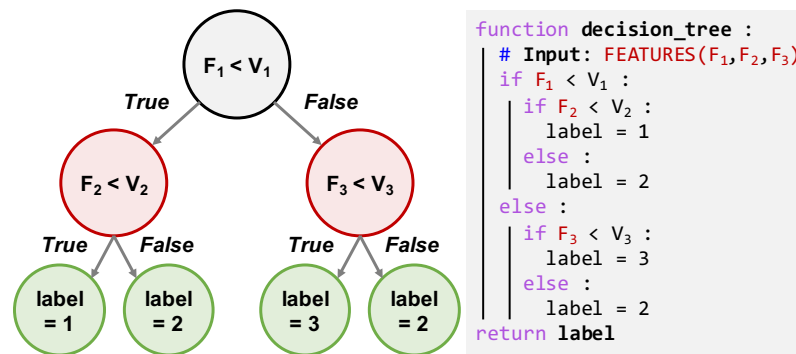 F₁ < V₁
True
False
F₂ < V₂
F₃ < V₃
True
False
True
False
label
= 1
label
= 2
label
= 3
label
= 2
function decision_tree :
# Input: FEATURES(F₁,F₂,F₃)
if F₁ < V₁ :
if F₂ < V₂ :
label = 1
else :
label = 2
else :
if F₃ < V₃ :
label = 3
else :
label = 2
return label